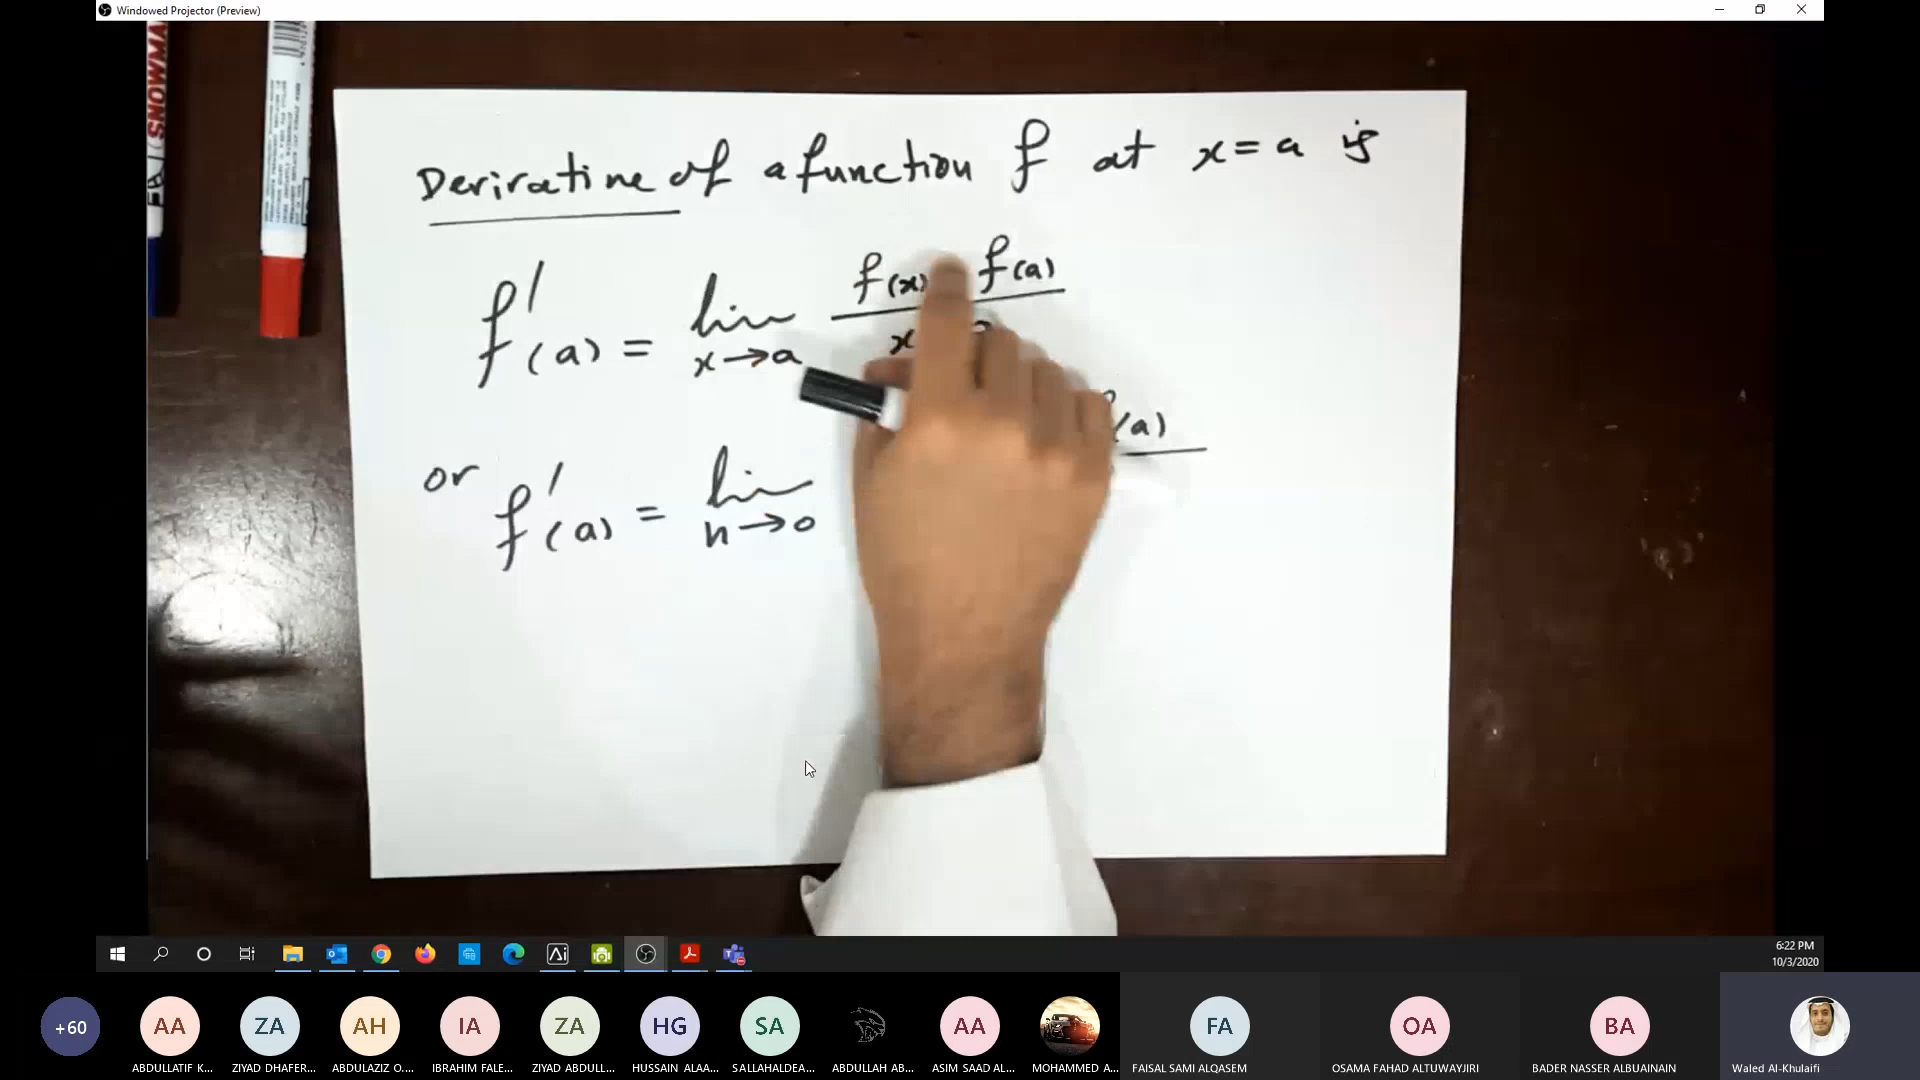 Windowed Projector (Preview)
SNOWMA
Derivative of a function f at x = a is
f'(a) = lim x→a f(x) f(a)
x
or f'(a) = lim h→0 f(a)
6:22 PM
10/3/2020
+60
AA ZA AH IA ZA HG SA AA FA OA BA
ABDULLATIF K... ZIYAD DHAFER... ABDULAZIZ O.... IBRAHIM FALE... ZIYAD ABDULL... HUSSAIN ALAA... SALLAHALDEA... ABDULLAH AB... ASIM SAAD AL... MOHAMMED A... FAISAL SAMI ALQASEM OSAMA FAHAD ALTUWAYJIRI BADER NASSER ALBUAINAIN Waled Al-Khulaifi